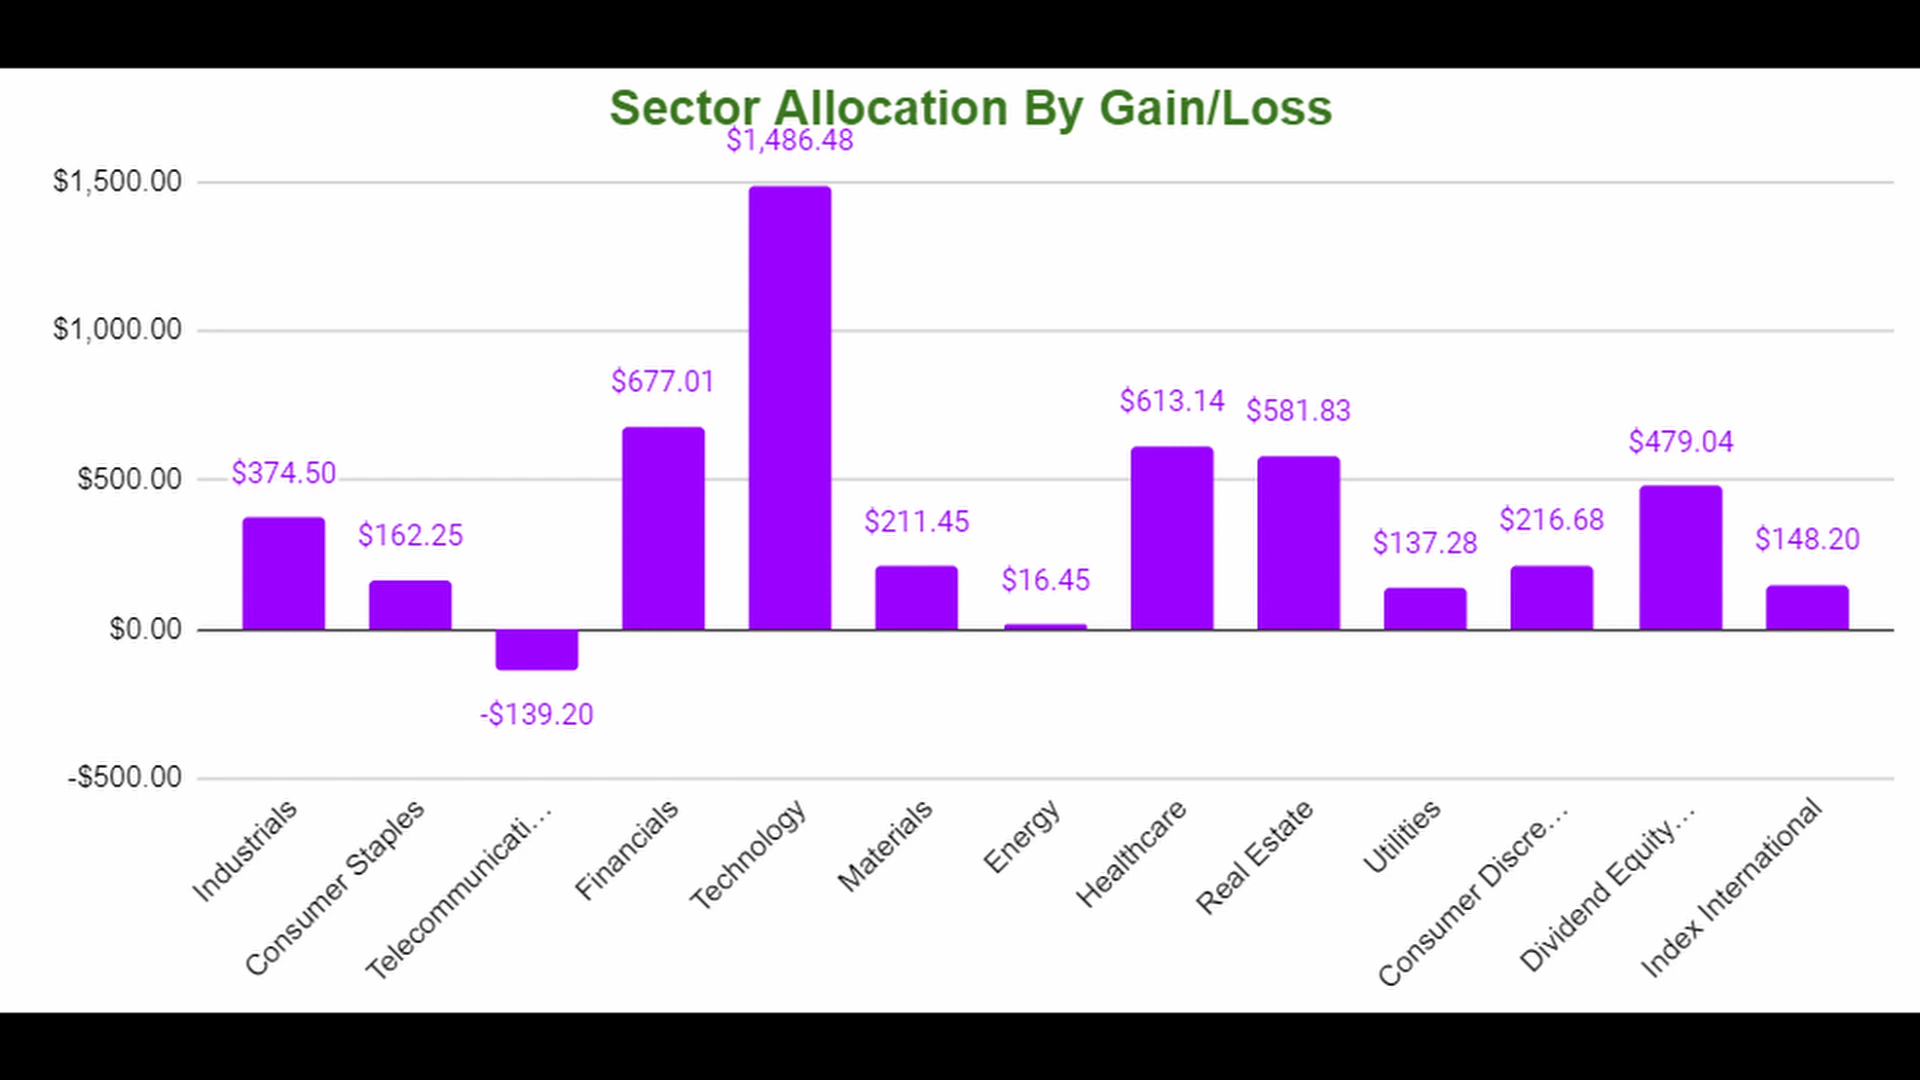 Sector Allocation By Gain/Loss
$1,486.48
$1,500.00
$1,000.00
$677.01
$613.14
$581.83
$479.04
$500.00
$374.50
$162.25
$211.45
$16.45
$137.28
$216.68
$148.20
$0.00
-$139.20
-$500.00
Industrials
Consumer Staples
Telecommunicati...
Financials
Technology
Materials
Energy
Healthcare
Real Estate
Utilities
Consumer Discre...
Dividend Equity...
Index International